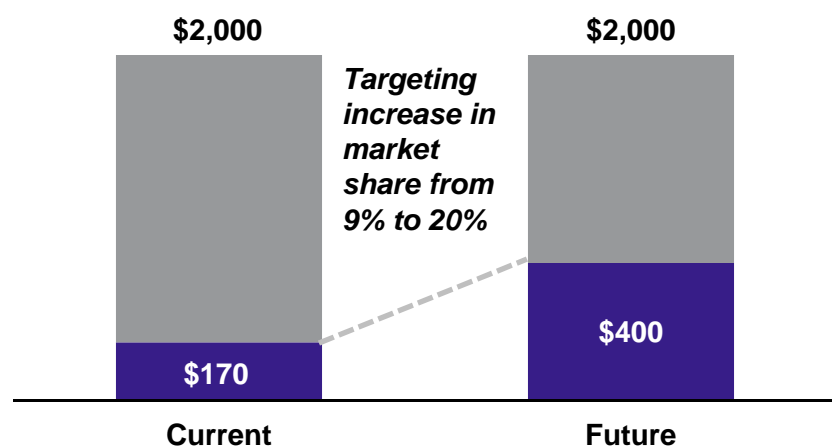 $2,000
$2,000
Targeting
increase in
market
share from
9% to 20%
$400
$170
Current
Future